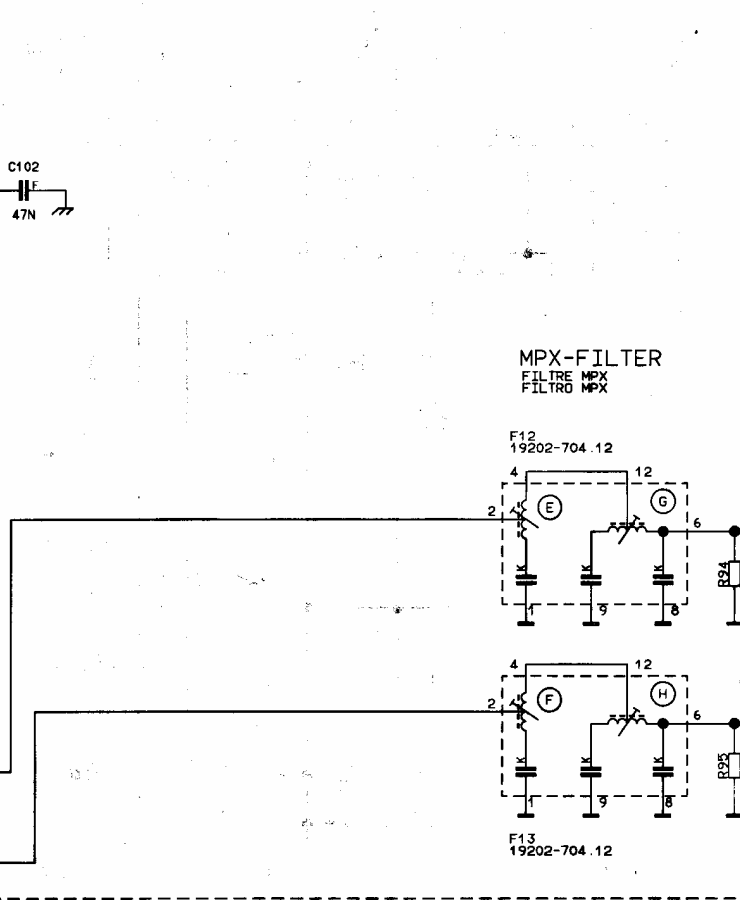 C102
F
47N
MPX-FILTER
FILTRE MPX
FILTRO MPX
F12
19202-704.12
4
12
2
E
G
6
K
K
K
R94
1
9
8
4
12
2
F
H
6
K
K
K
R95
1
9
8
F13
19202-704.12